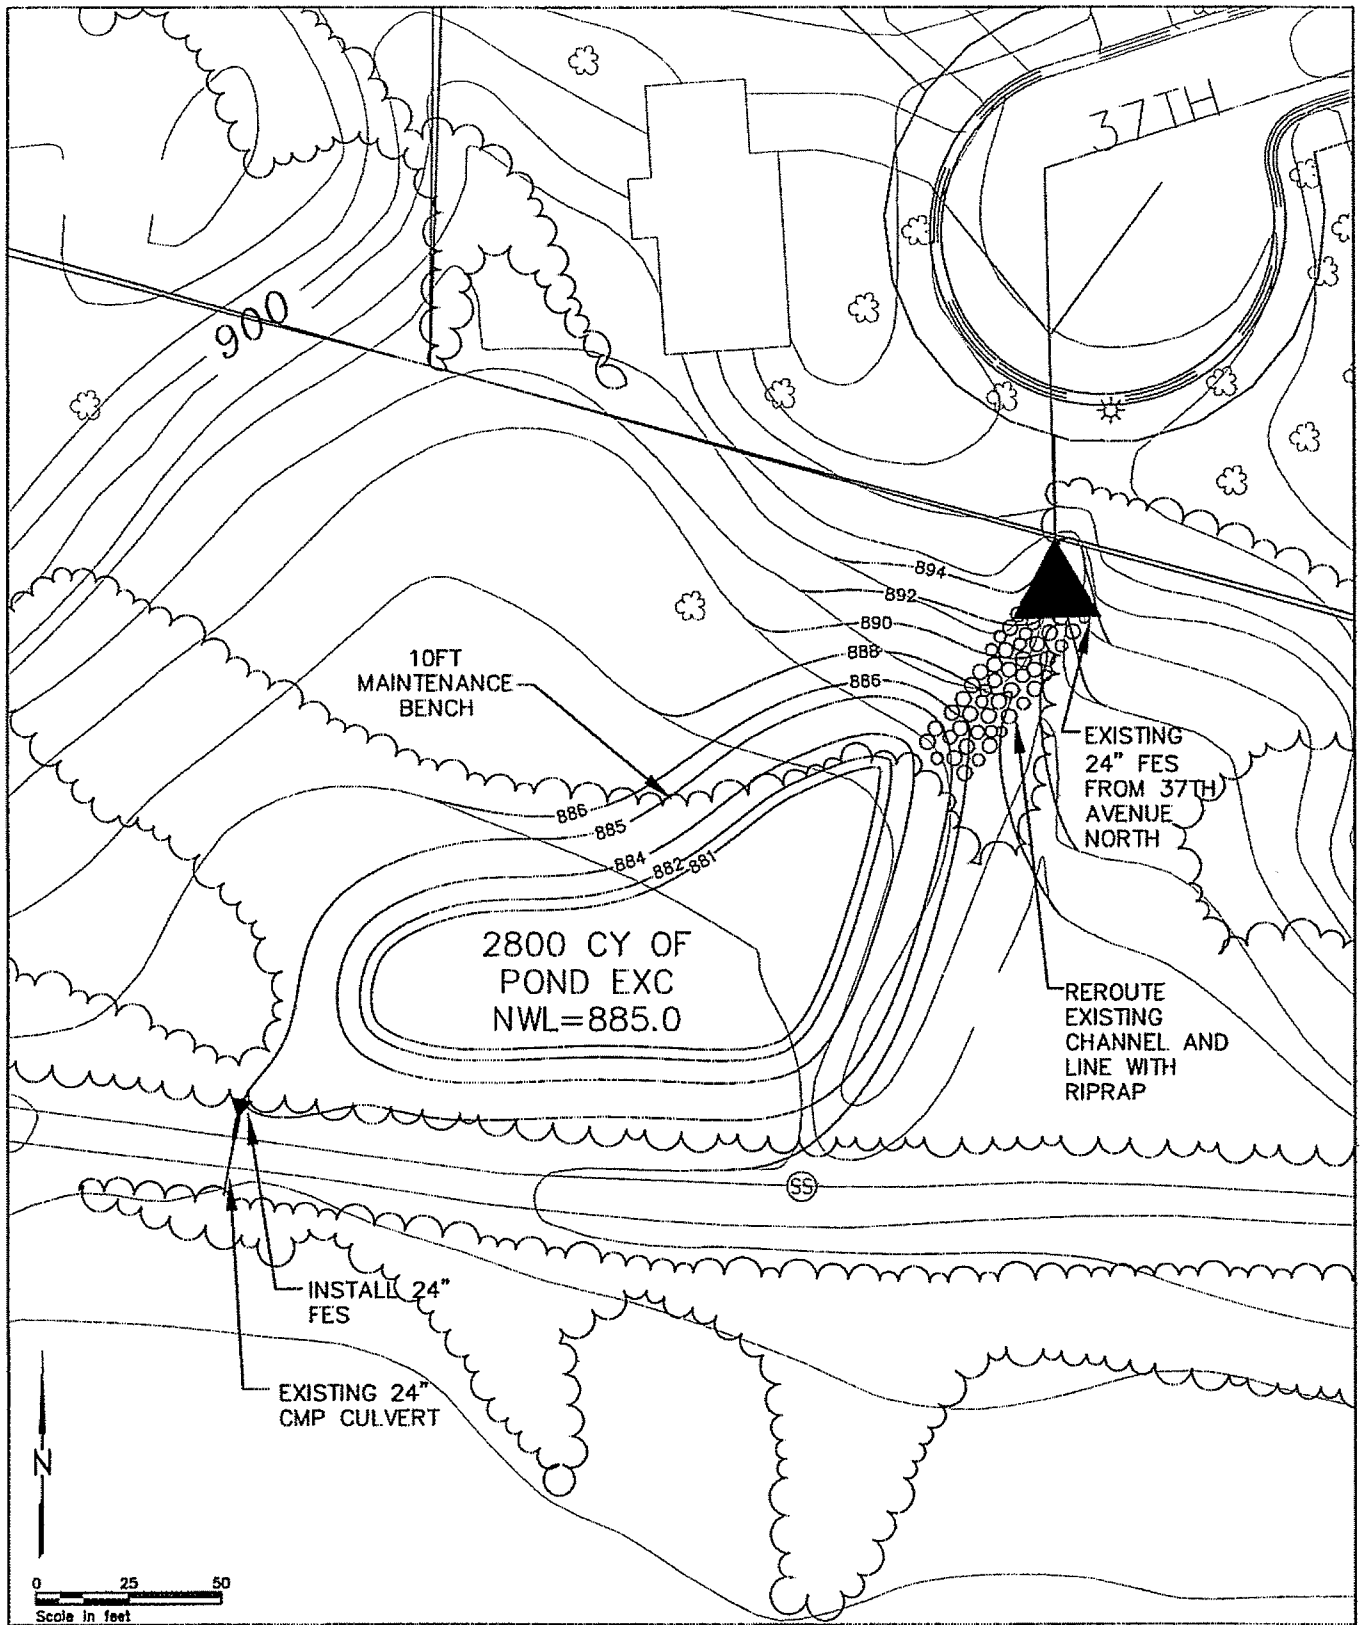 37TH
900
894
892
890
888
886
10FT
MAINTENANCE
BENCH
EXISTING
24" FES
FROM 37TH
AVENUE
NORTH
886
885
884
882
881
2800 CY OF
POND EXC
NWL=885.0
REROUTE
EXISTING
CHANNEL AND
LINE WITH
RIPRAP
SS
INSTALL 24"
FES
EXISTING 24"
CMP CULVERT
N
0 25 50
Scale in feet